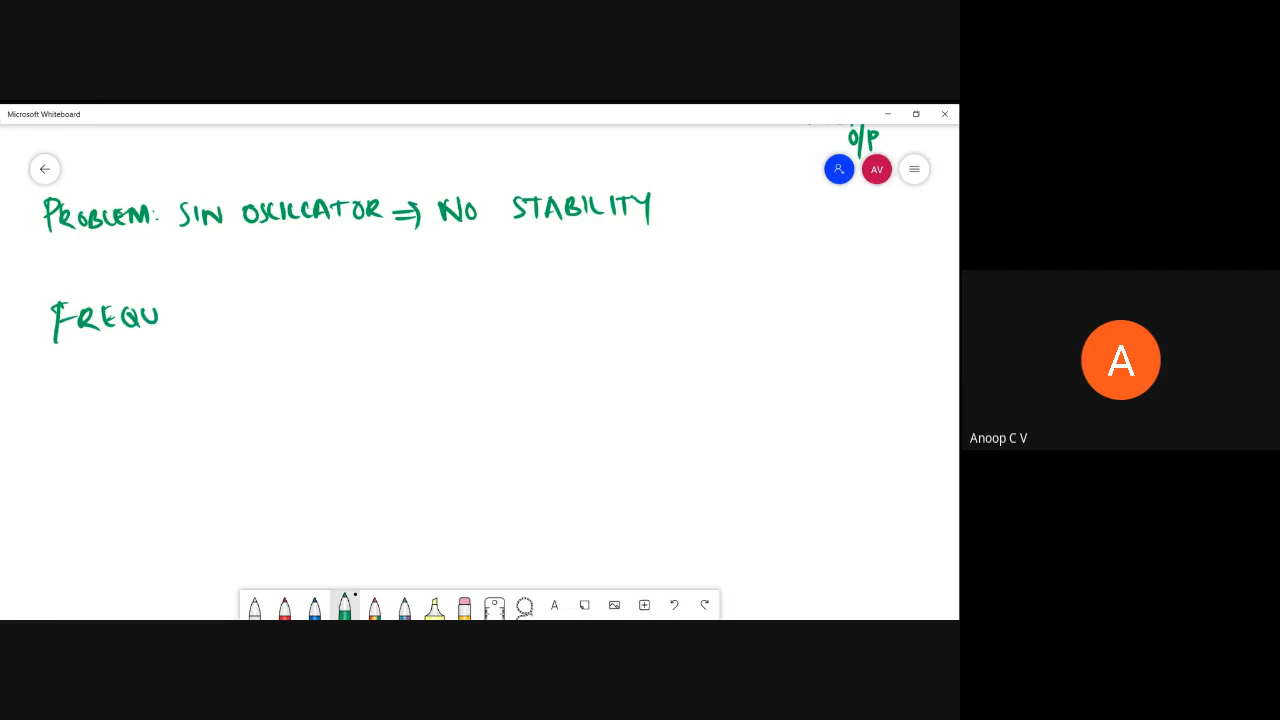 Microsoft Whiteboard
O/P
AV
PROBLEM: SIN OSCILLATOR ⇒ NO STABILITY
FREQU
A
Anoop C V
A